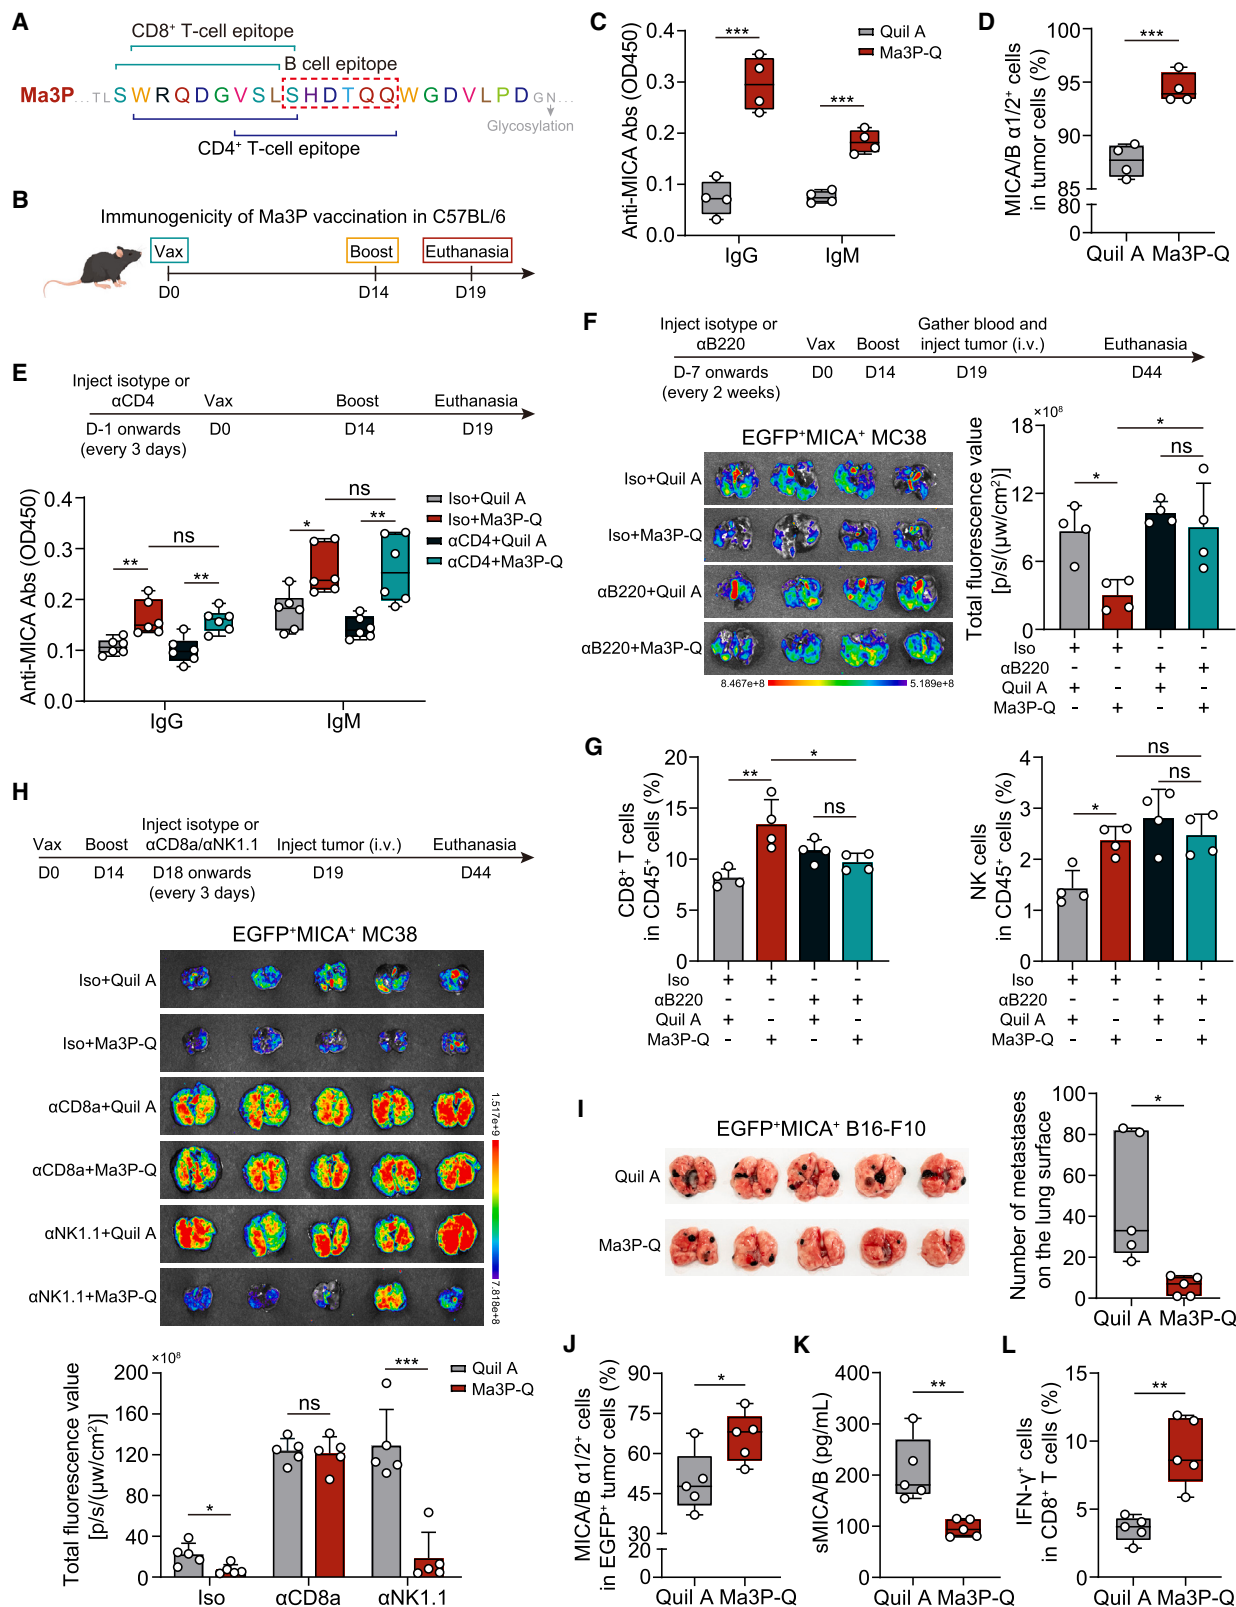 A
CD8⁺ T-cell epitope
B cell epitope
Ma3P...TLSWRQDGVSLSHDTQQWGDVLPDGN...
Glycosylation
CD4⁺ T-cell epitope
B
Immunogenicity of Ma3P vaccination in C57BL/6
Vax
Boost
Euthanasia
D0
D14
D19
C
Anti-MICA Abs (OD450)
0.4
0.3
0.2
0.1
0.0
***
***
Quil A
Ma3P-Q
IgG
IgM
D
MICA/B α1/2⁺ cells
in tumor cells (%)
100
95
90
85
80
0
***
Quil A
Ma3P-Q
E
Inject isotype or
αCD4
Vax
Boost
Euthanasia
D-1 onwards
(every 3 days)
D0
D14
D19
Anti-MICA Abs (OD450)
0.4
0.3
0.2
0.1
0.0
**
ns
**
*
ns
**
Iso+Quil A
Iso+Ma3P-Q
αCD4+Quil A
αCD4+Ma3P-Q
IgG
IgM
F
Inject isotype or
αB220
Vax
Boost
Gather blood and
inject tumor (i.v.)
Euthanasia
D-7 onwards
(every 2 weeks)
D0
D14
D19
D44
EGFP⁺MICA⁺ MC38
Iso+Quil A
Iso+Ma3P-Q
αB220+Quil A
αB220+Ma3P-Q
8.467e+8
5.189e+8
Total fluorescence value
[p/s/(µw/cm²)]
×10⁸
18
12
6
0
*
*
ns
Iso + + - -
αB220 - - + +
Quil A + - + -
Ma3P-Q - + - +
G
CD8⁺ T cells
in CD45⁺ cells (%)
20
15
10
5
0
**
*
ns
Iso + + - -
αB220 - - + +
Quil A + - + -
Ma3P-Q - + - +
NK cells
in CD45⁺ cells (%)
4
3
2
1
0
*
ns
ns
Iso + + - -
αB220 - - + +
Quil A + - + -
Ma3P-Q - + - +
H
Vax
Boost
Inject isotype or
αCD8a/αNK1.1
Inject tumor (i.v.)
Euthanasia
D0
D14
D18 onwards
(every 3 days)
D19
D44
EGFP⁺MICA⁺ MC38
Iso+Quil A
Iso+Ma3P-Q
αCD8a+Quil A
αCD8a+Ma3P-Q
αNK1.1+Quil A
αNK1.1+Ma3P-Q
1.517e+9
7.818e+8
Total fluorescence value
[p/s/(µw/cm²)]
×10⁸
200
160
120
80
40
0
*
ns
***
Quil A
Ma3P-Q
Iso
αCD8a
αNK1.1
I
EGFP⁺MICA⁺ B16-F10
Quil A
Ma3P-Q
Number of metastases
on the lung surface
100
80
60
40
20
0
*
Quil A
Ma3P-Q
J
MICA/B α1/2⁺ cells
in EGFP⁺ tumor cells (%)
90
75
60
45
30
20
0
*
Quil A
Ma3P-Q
K
sMICA/B (pg/mL)
400
300
200
100
0
**
Quil A
Ma3P-Q
L
IFN-γ⁺
in CD8⁺ T cells (%)
15
10
5
0
**
Quil A
Ma3P-Q